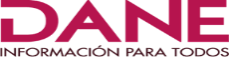 DANE
INFORMACIÓN PARA TODOS